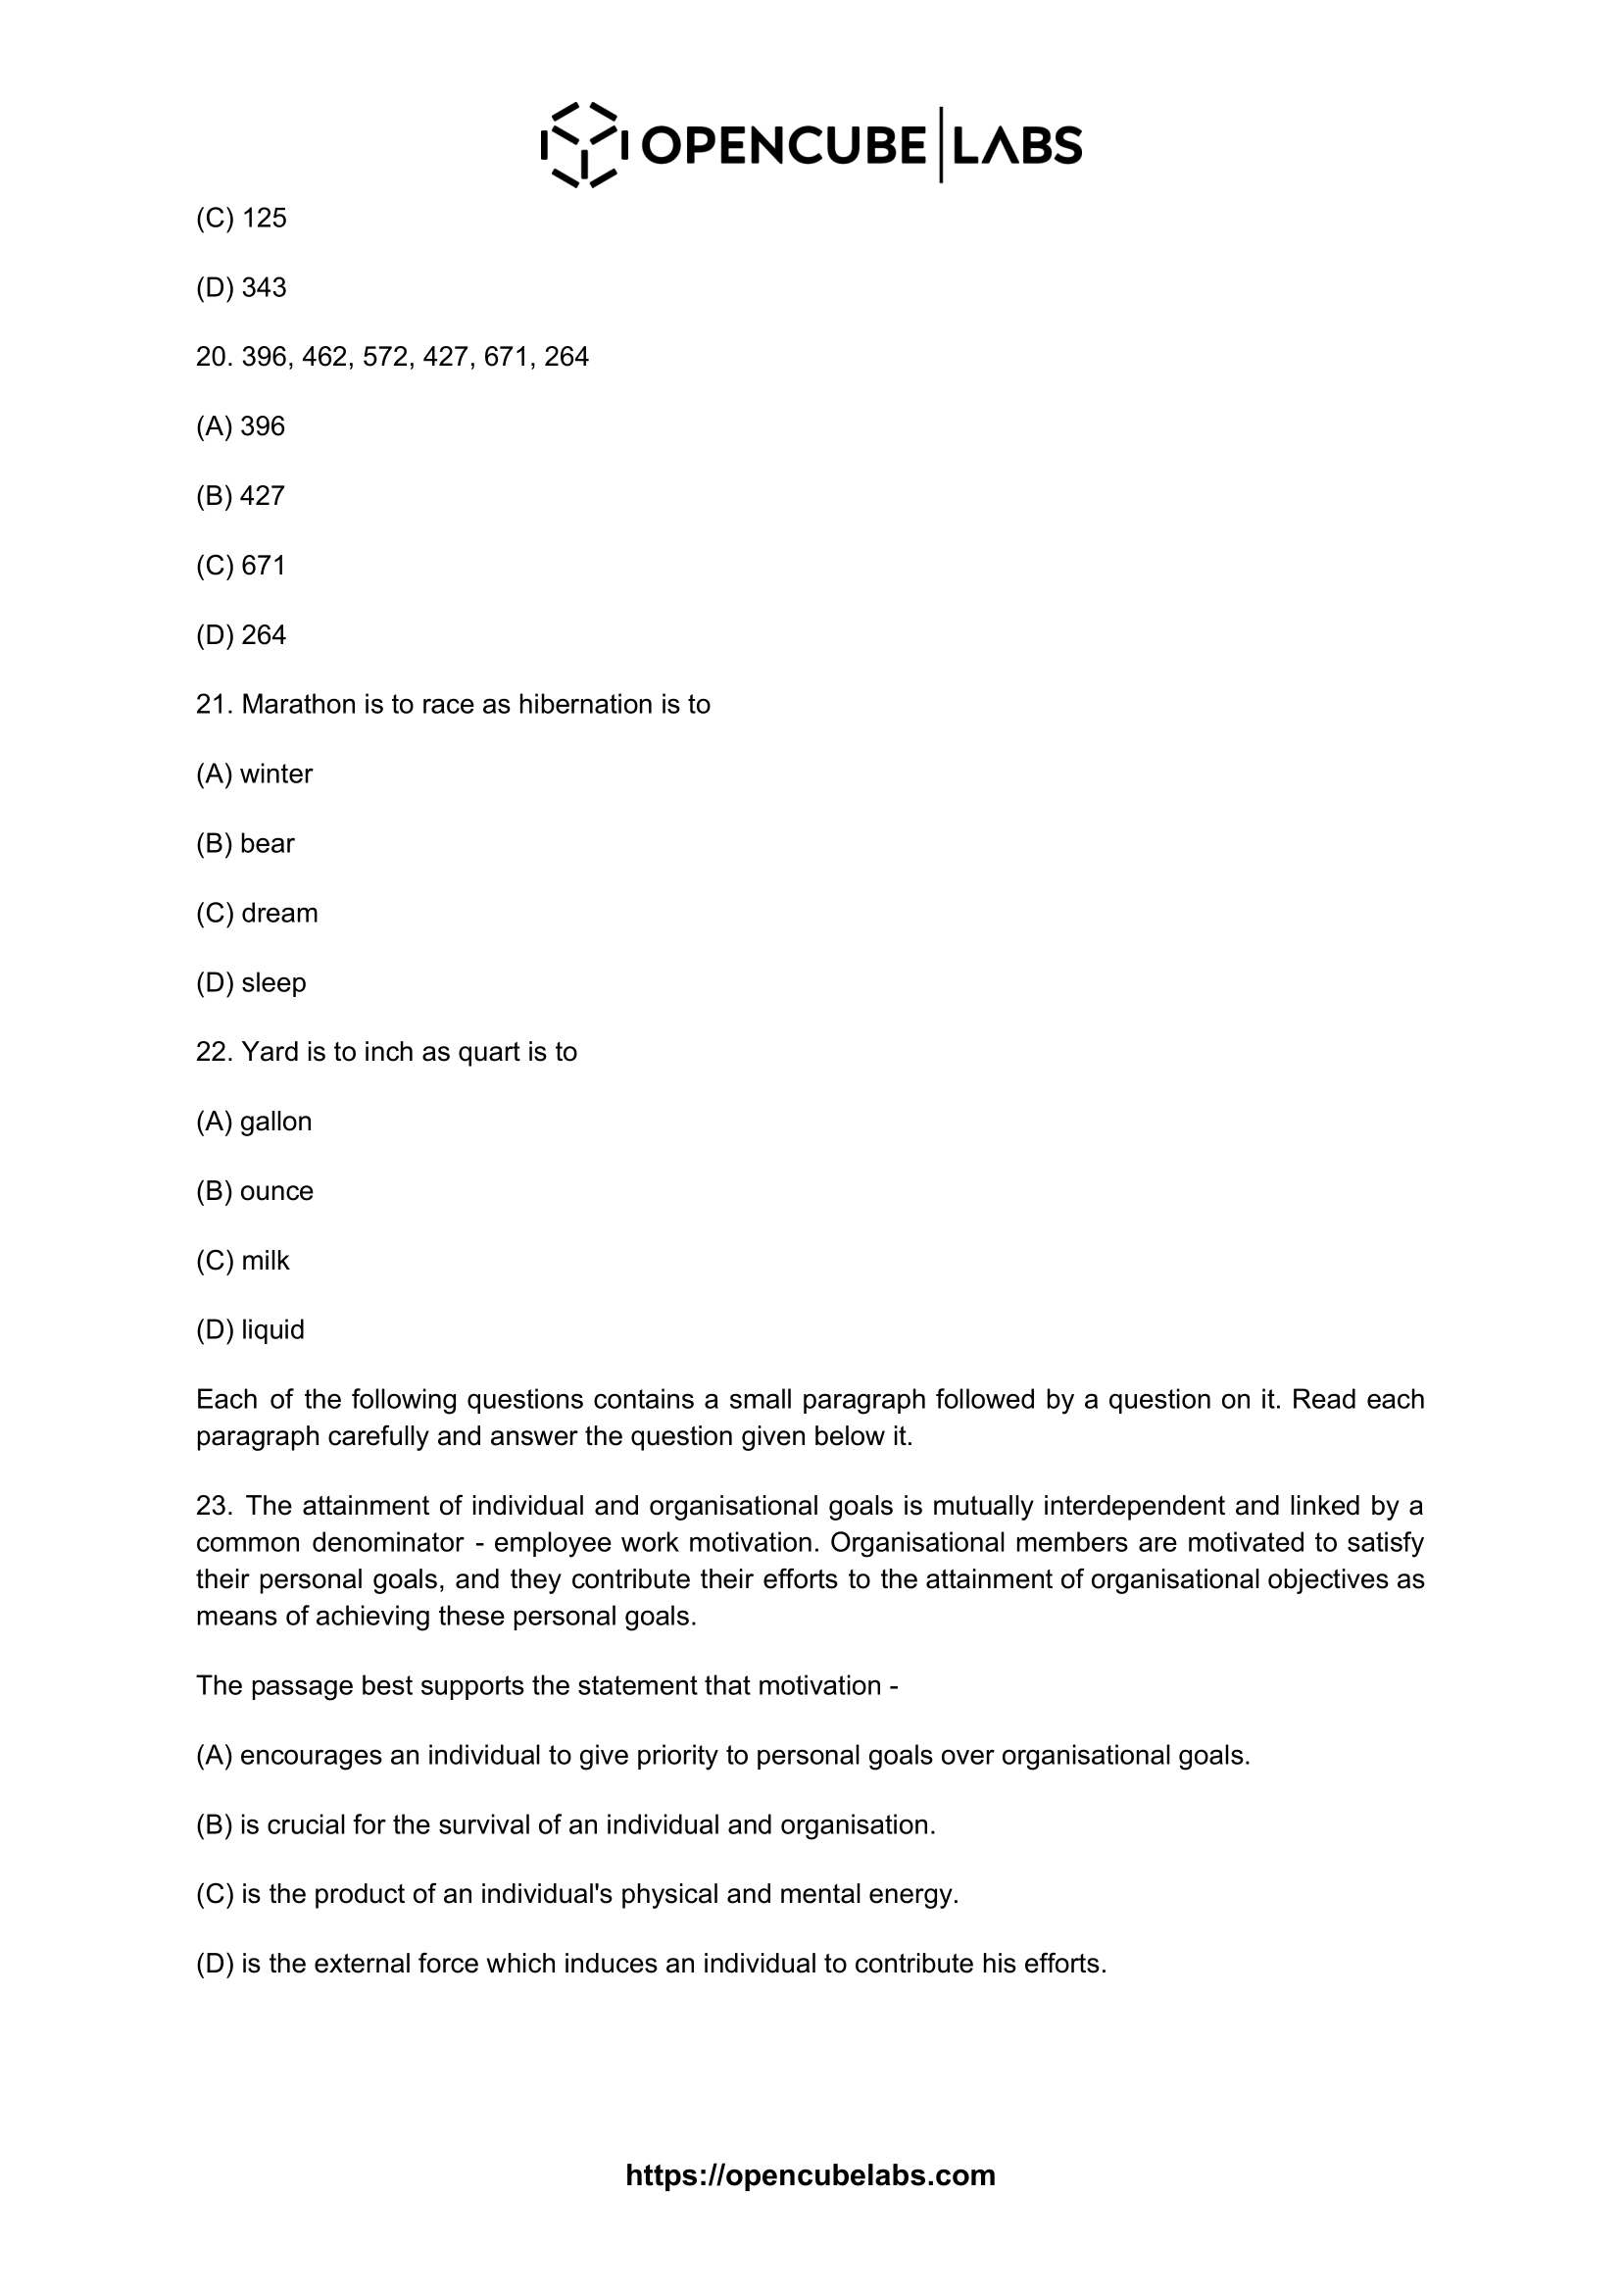 OPENCUBE LABS
(C) 125
(D) 343
20. 396, 462, 572, 427, 671, 264
(A) 396
(B) 427
(C) 671
(D) 264
21. Marathon is to race as hibernation is to
(A) winter
(B) bear
(C) dream
(D) sleep
22. Yard is to inch as quart is to
(A) gallon
(B) ounce
(C) milk
(D) liquid
Each of the following questions contains a small paragraph followed by a question on it. Read each
paragraph carefully and answer the question given below it.
23. The attainment of individual and organisational goals is mutually interdependent and linked by a
common denominator - employee work motivation. Organisational members are motivated to satisfy
their personal goals, and they contribute their efforts to the attainment of organisational objectives as
means of achieving these personal goals.
The passage best supports the statement that motivation -
(A) encourages an individual to give priority to personal goals over organisational goals.
(B) is crucial for the survival of an individual and organisation.
(C) is the product of an individual's physical and mental energy.
(D) is the external force which induces an individual to contribute his efforts.
https://opencubelabs.com